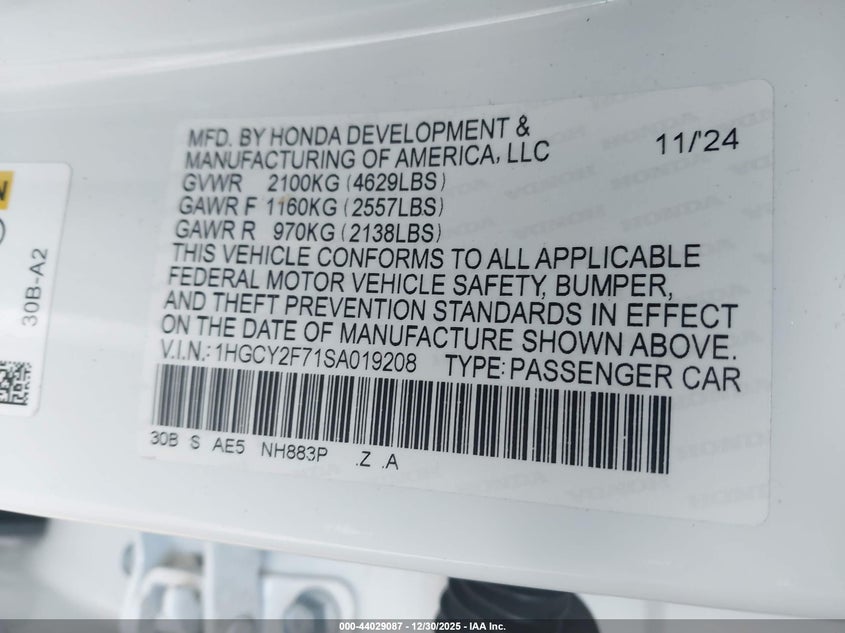 MFD. BY HONDA DEVELOPMENT &
MANUFACTURING OF AMERICA, LLC 11/'24
GVWR 2100KG (4629LBS)
GAWR F 1160KG (2557LBS)
GAWR R 970KG (2138LBS)
THIS VEHICLE CONFORMS TO ALL APPLICABLE
FEDERAL MOTOR VEHICLE SAFETY, BUMPER,
AND THEFT PREVENTION STANDARDS IN EFFECT
ON THE DATE OF MANUFACTURE SHOWN ABOVE.
V.I.N.: 1HGCY2F71SA019208 TYPE: PASSENGER CAR
30B S AE5 NH883P .Z .A
30B-A2
000-44029087 - 12/30/2025 - IAA Inc.